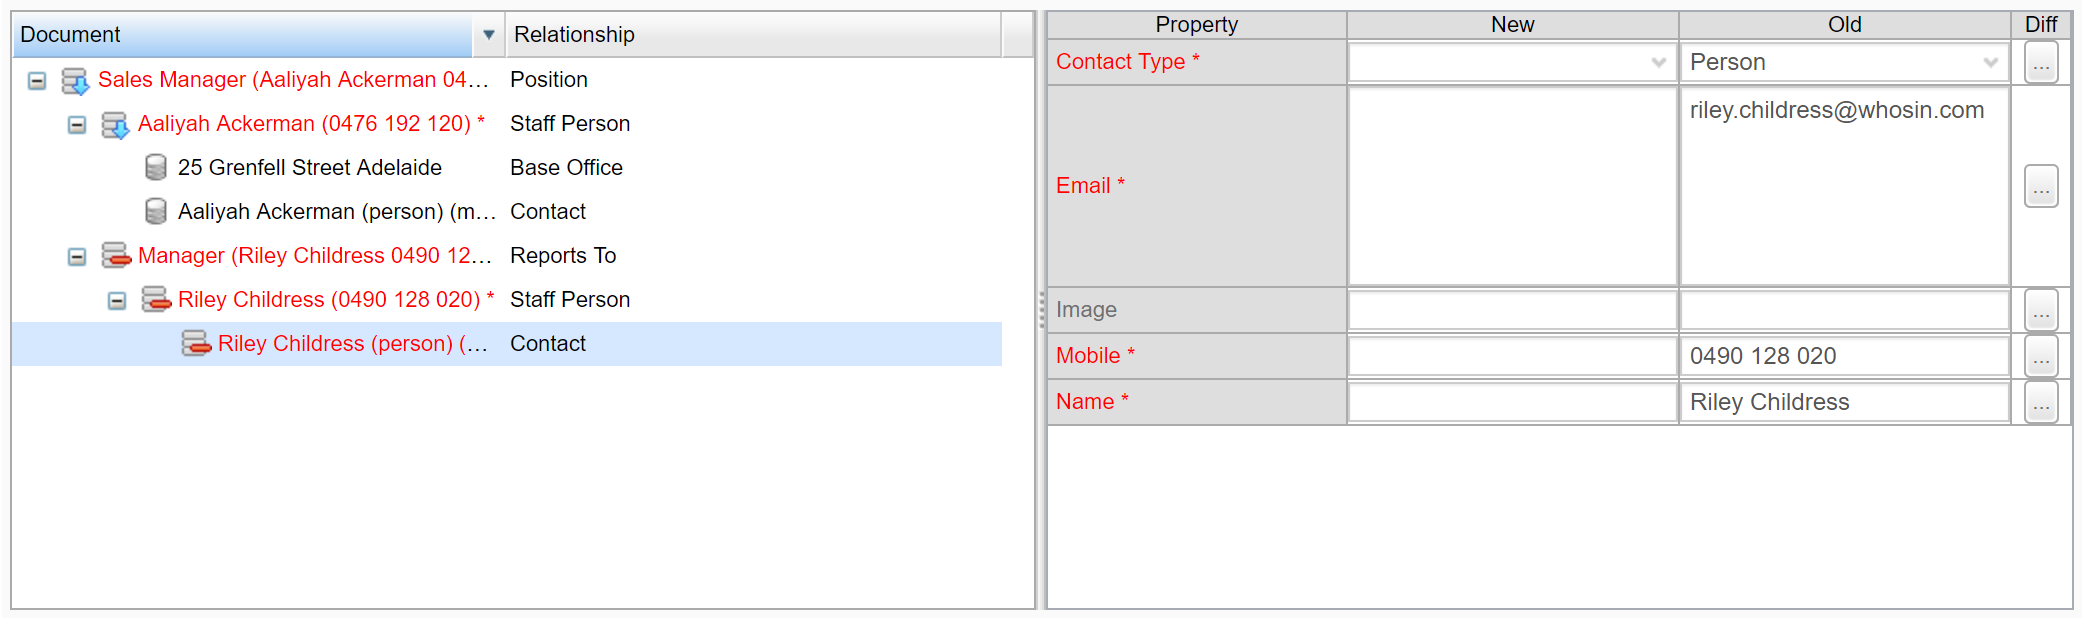 Document Relationship
Sales Manager (Aaliyah Ackerman 04... Position
Aaliyah Ackerman (0476 192 120) * Staff Person
25 Grenfell Street Adelaide Base Office
Aaliyah Ackerman (person) (m... Contact
Manager (Riley Childress 0490 12... Reports To
Riley Childress (0490 128 020) * Staff Person
Riley Childress (person) (... Contact
Property New Old Diff
Contact Type * Person ...
Email * riley.childress@whosin.com ...
Image ...
Mobile * 0490 128 020 ...
Name * Riley Childress ...